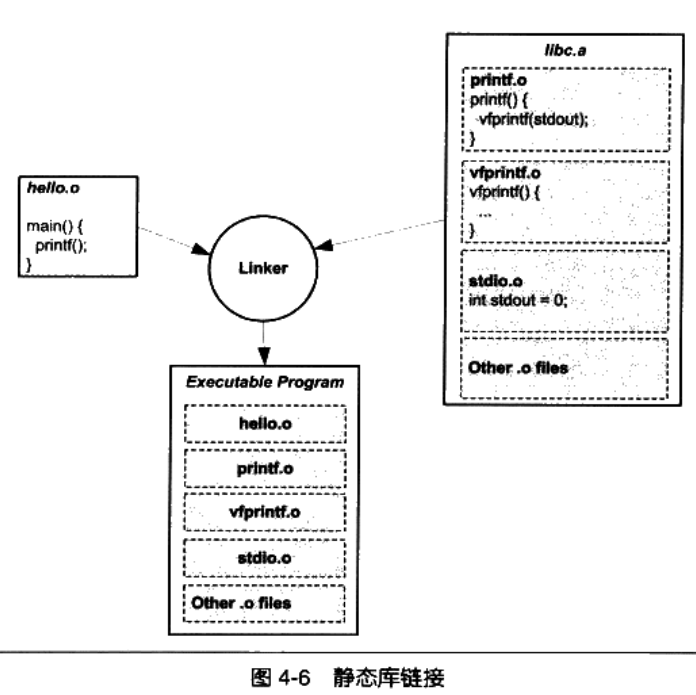 libc.a
printf.o
printf() {
vfprintf(stdout);
}
vfprintf.o
vfprintf() {
...
}
stdio.o
int stdout = 0;
Other .o files
hello.o
main() {
printf();
}
Linker
Executable Program
hello.o
printf.o
vfprintf.o
stdio.o
Other .o files
图 4-6 静态库链接